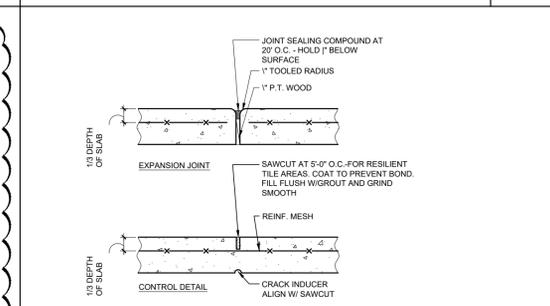 JOINT SEALING COMPOUND AT
20' O.C. - HOLD |" BELOW
SURFACE
\" TOOLED RADIUS
\" P.T. WOOD
1/3 DEPTH
OF SLAB
EXPANSION JOINT
SAWCUT AT 5'-0" O.C.-FOR RESILIENT
TILE AREAS. COAT TO PREVENT BOND.
FILL FLUSH W/GROUT AND GRIND
SMOOTH
REINF. MESH
1/3 DEPTH
OF SLAB
CONTROL DETAIL
CRACK INDUCER
ALIGN W/ SAWCUT